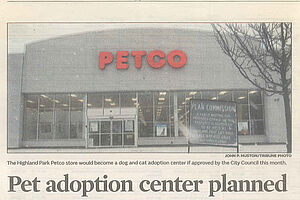 PETCO
PLAN COMMISSION
JOHN P. HUSTON/TRIBUNE PHOTO
The Highland Park Petco store would become a dog and cat adoption center if approved by the City Council this month.
Pet adoption center planned